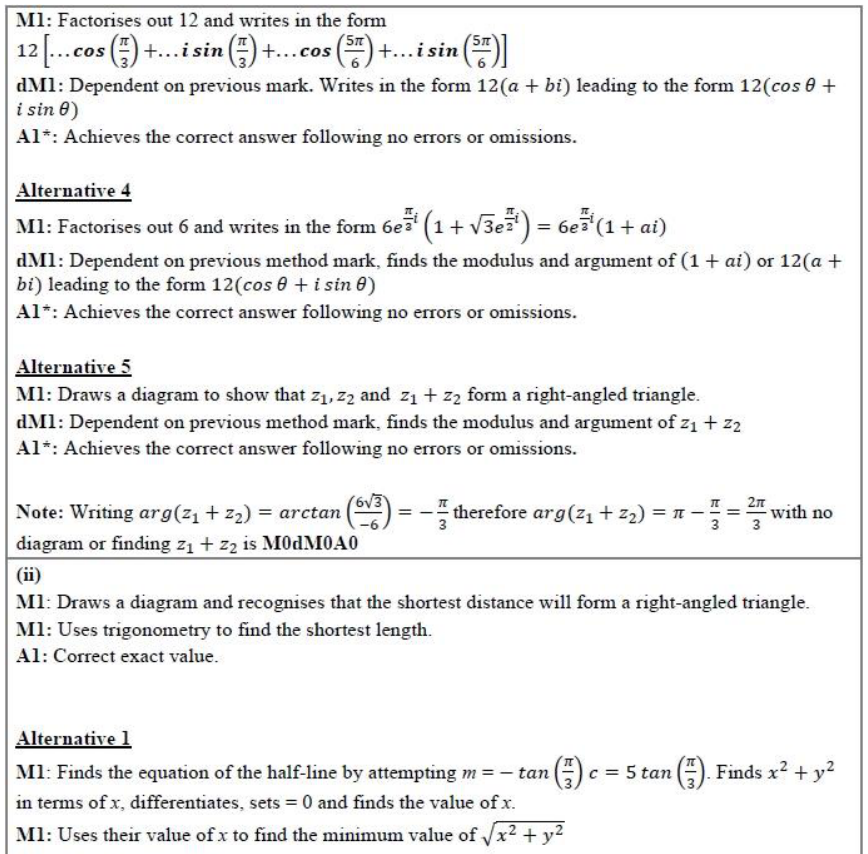 M1: Factorises out 12 and writes in the form
12 [...cos (π/3) +...i sin (π/3) +...cos (5π/6) +...i sin (5π/6)]
dM1: Dependent on previous mark. Writes in the form 12(a + bi) leading to the form 12(cos θ +
i sin θ)
A1*: Achieves the correct answer following no errors or omissions.
Alternative 4
M1: Factorises out 6 and writes in the form 6e^(π/3 i) (1 + √3e^(π/2 i)) = 6e^(π/3 i)(1 + ai)
dM1: Dependent on previous method mark, finds the modulus and argument of (1 + ai) or 12(a +
bi) leading to the form 12(cos θ + i sin θ)
A1*: Achieves the correct answer following no errors or omissions.
Alternative 5
M1: Draws a diagram to show that z₁, z₂ and z₁ + z₂ form a right-angled triangle.
dM1: Dependent on previous method mark, finds the modulus and argument of z₁ + z₂
A1*: Achieves the correct answer following no errors or omissions.
Note: Writing arg(z₁ + z₂) = arctan (6√3/−6) = −π/3 therefore arg(z₁ + z₂) = π − π/3 = 2π/3 with no
diagram or finding z₁ + z₂ is M0dM0A0
(ii)
M1: Draws a diagram and recognises that the shortest distance will form a right-angled triangle.
M1: Uses trigonometry to find the shortest length.
A1: Correct exact value.
Alternative 1
M1: Finds the equation of the half-line by attempting m = − tan (π/3) c = 5 tan (π/3). Finds x² + y²
in terms of x, differentiates, sets = 0 and finds the value of x.
M1: Uses their value of x to find the minimum value of √(x² + y²)